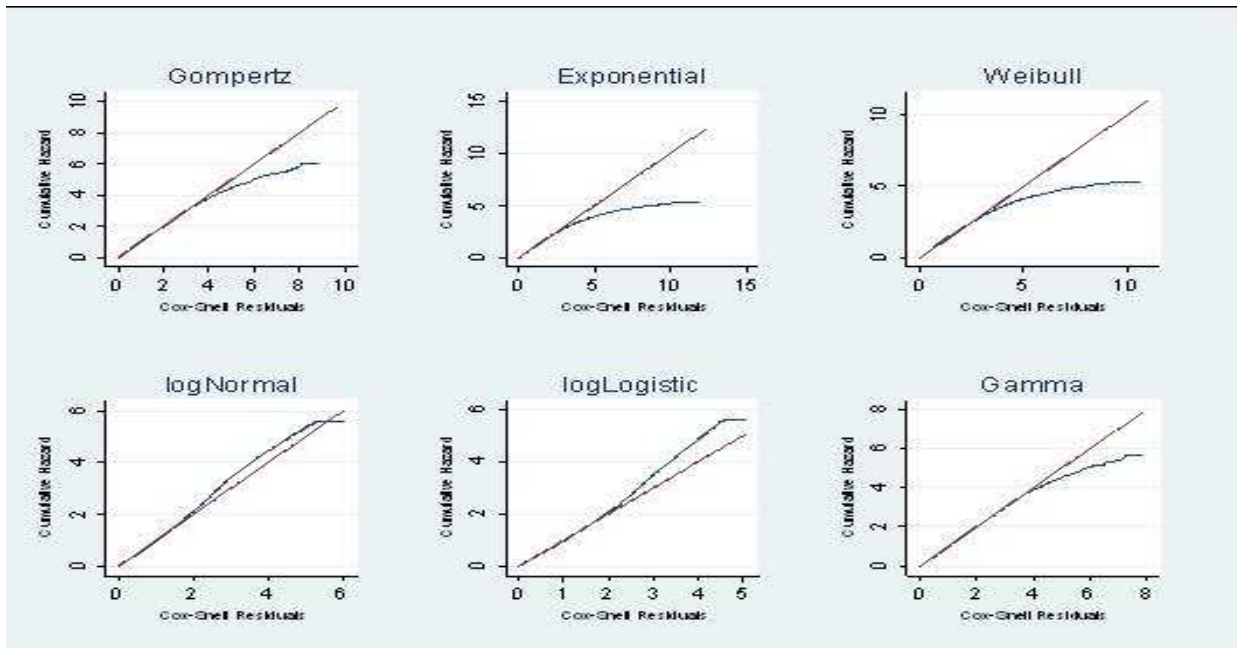 Gompertz
Cumulative Hazard
10
8
6
4
2
0
0 2 4 6 8 10
Cox-Snell Residuals
Exponential
Cumulative Hazard
15
10
5
0
0 5 10 15
Cox-Snell Residuals
Weibull
Cumulative Hazard
10
5
0
0 5 10
Cox-Snell Residuals
logNormal
Cumulative Hazard
6
4
2
0
0 2 4 6
Cox-Snell Residuals
logLogistic
Cumulative Hazard
6
4
2
0
0 1 2 3 4 5
Cox-Snell Residuals
Gamma
Cumulative Hazard
8
6
4
2
0
0 2 4 6 8
Cox-Snell Residuals